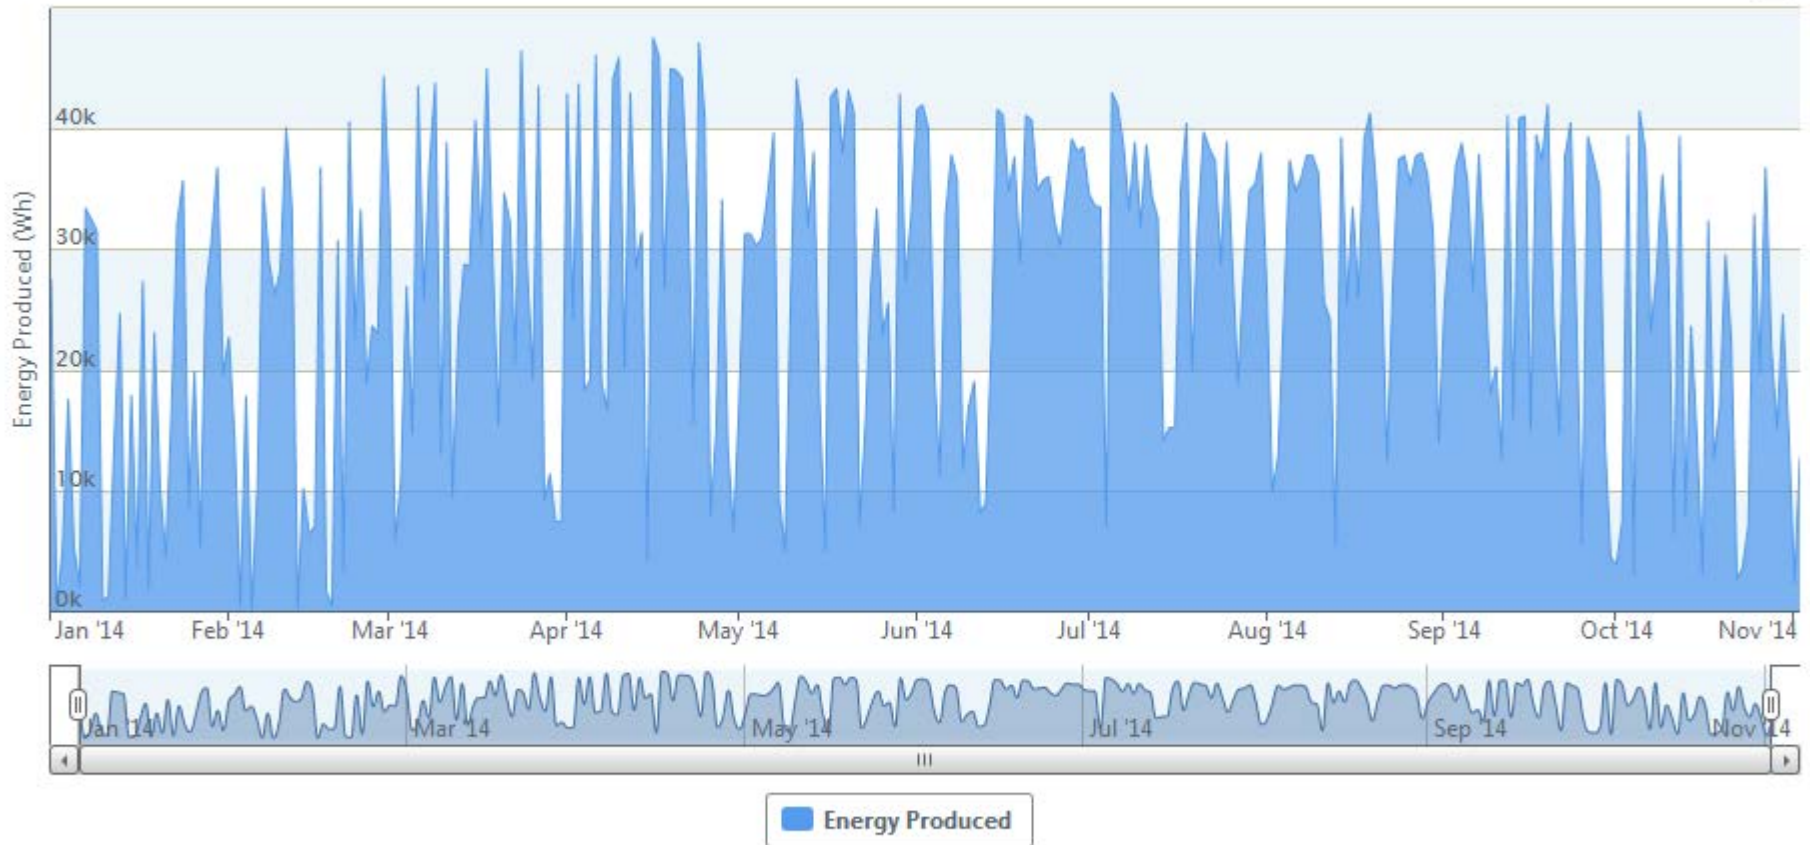 Energy Produced (Wh)
40k
30k
20k
10k
0k
Jan '14 Feb '14 Mar '14 Apr '14 May '14 Jun '14 Jul '14 Aug '14 Sep '14 Oct '14 Nov '14
Jan '14 Mar '14 May '14 Jul '14 Sep '14 Nov '14
Energy Produced